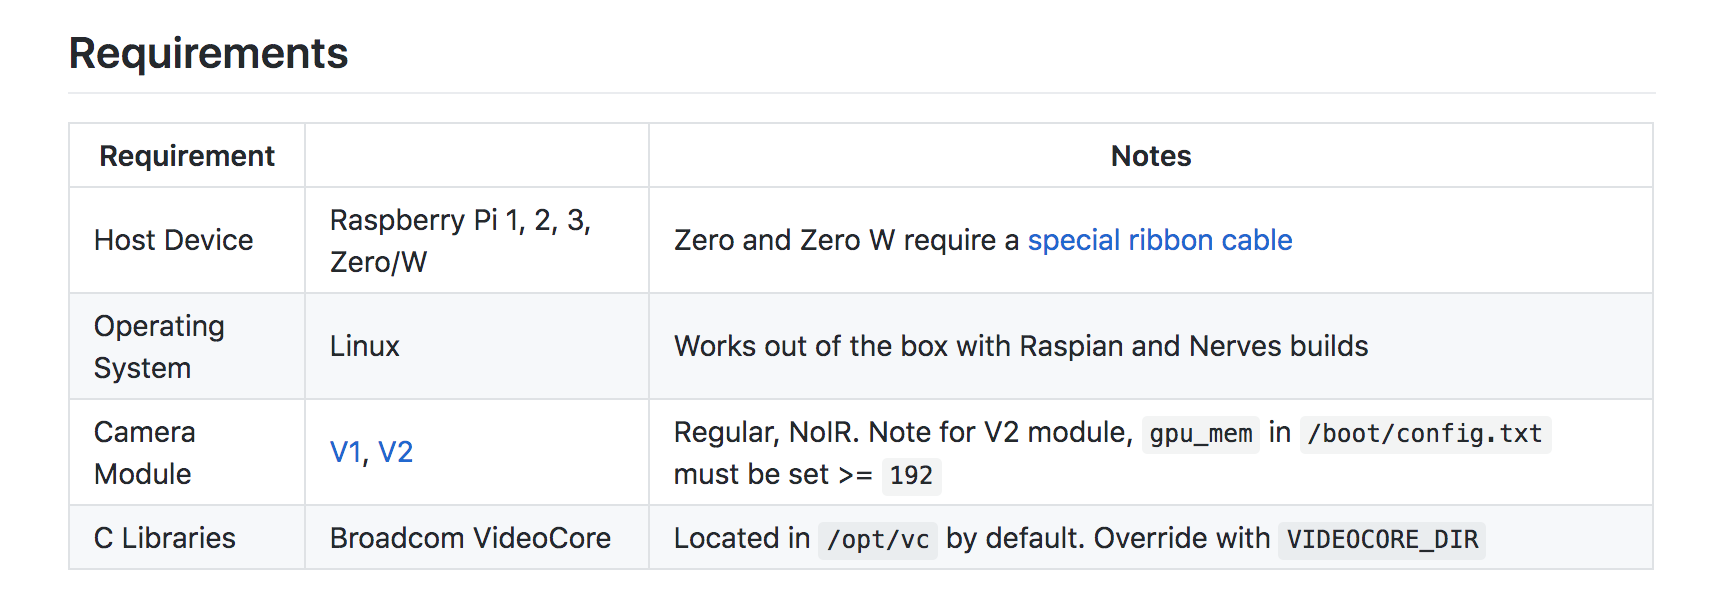 Requirements
Requirement
Notes
Host Device
Raspberry Pi 1, 2, 3,
Zero/W
Zero and Zero W require a special ribbon cable
Operating
System
Linux
Works out of the box with Raspian and Nerves builds
Camera
Module
V1, V2
Regular, NoIR. Note for V2 module, gpu_mem in /boot/config.txt
must be set >= 192
C Libraries
Broadcom VideoCore
Located in /opt/vc by default. Override with VIDEOCORE_DIR